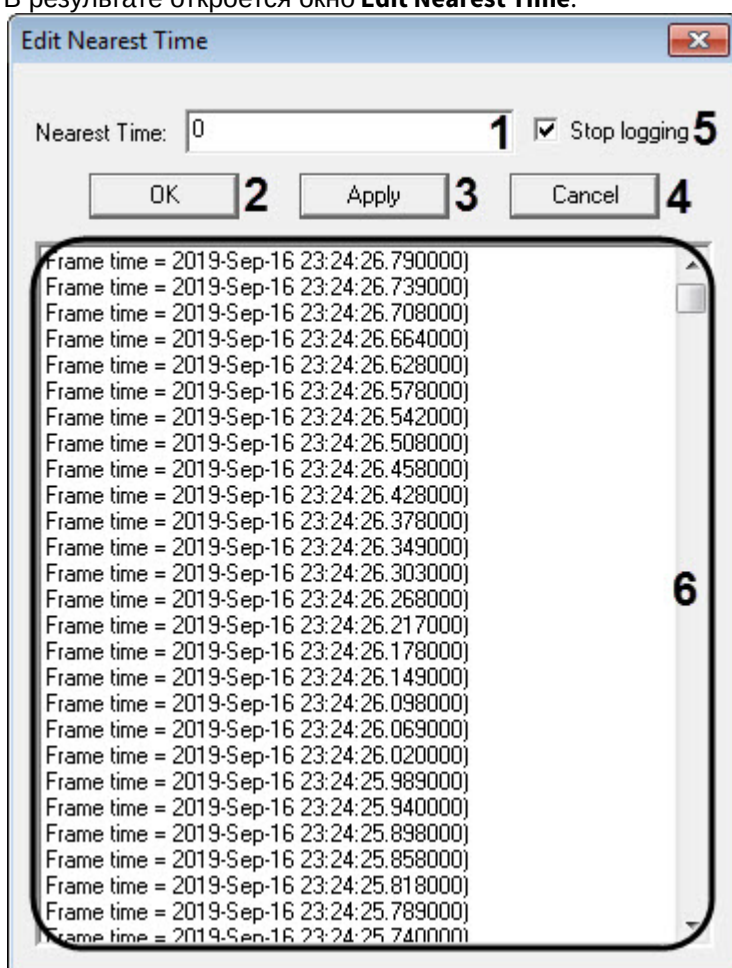 В результате откроется окно Edit Nearest Time.
Edit Nearest Time
Nearest Time: 0 1 Stop logging 5
OK 2 Apply 3 Cancel 4
Frame time = 2019-Sep-16 23:24:26.790000)
Frame time = 2019-Sep-16 23:24:26.739000)
Frame time = 2019-Sep-16 23:24:26.708000)
Frame time = 2019-Sep-16 23:24:26.664000)
Frame time = 2019-Sep-16 23:24:26.628000)
Frame time = 2019-Sep-16 23:24:26.578000)
Frame time = 2019-Sep-16 23:24:26.542000)
Frame time = 2019-Sep-16 23:24:26.508000)
Frame time = 2019-Sep-16 23:24:26.458000)
Frame time = 2019-Sep-16 23:24:26.428000)
Frame time = 2019-Sep-16 23:24:26.378000)
Frame time = 2019-Sep-16 23:24:26.349000)
Frame time = 2019-Sep-16 23:24:26.303000)
6
Frame time = 2019-Sep-16 23:24:26.268000)
Frame time = 2019-Sep-16 23:24:26.217000)
Frame time = 2019-Sep-16 23:24:26.178000)
Frame time = 2019-Sep-16 23:24:26.149000)
Frame time = 2019-Sep-16 23:24:26.098000)
Frame time = 2019-Sep-16 23:24:26.069000)
Frame time = 2019-Sep-16 23:24:26.020000)
Frame time = 2019-Sep-16 23:24:25.989000)
Frame time = 2019-Sep-16 23:24:25.940000)
Frame time = 2019-Sep-16 23:24:25.898000)
Frame time = 2019-Sep-16 23:24:25.858000)
Frame time = 2019-Sep-16 23:24:25.818000)
Frame time = 2019-Sep-16 23:24:25.789000)
Frame time = 2019-Sep-16 23:24:25.740000)